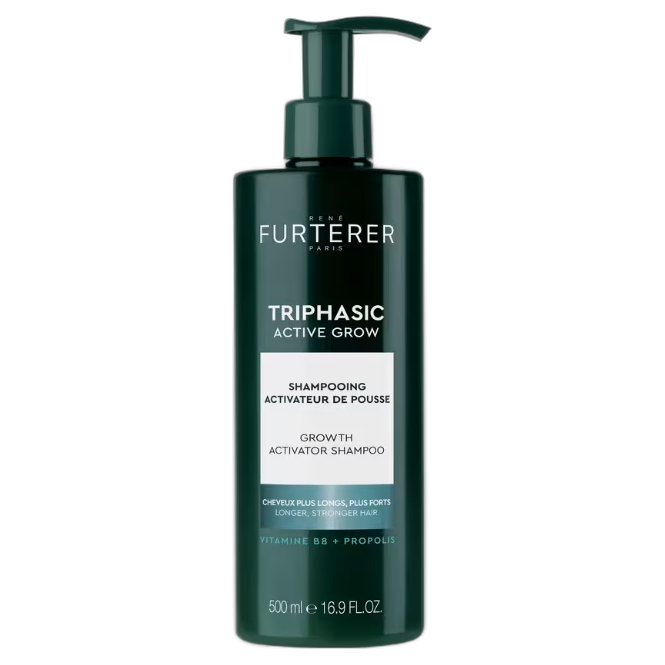 RENÉ
FURTERER
PARIS
TRIPHASIC
ACTIVE GROW
SHAMPOOING
ACTIVATEUR DE POUSSE
GROWTH
ACTIVATOR SHAMPOO
CHEVEUX PLUS LONGS, PLUS FORTS
LONGER, STRONGER HAIR
VITAMINE B8 + PROPOLIS
500 ml ℮ 16.9 FL.OZ.